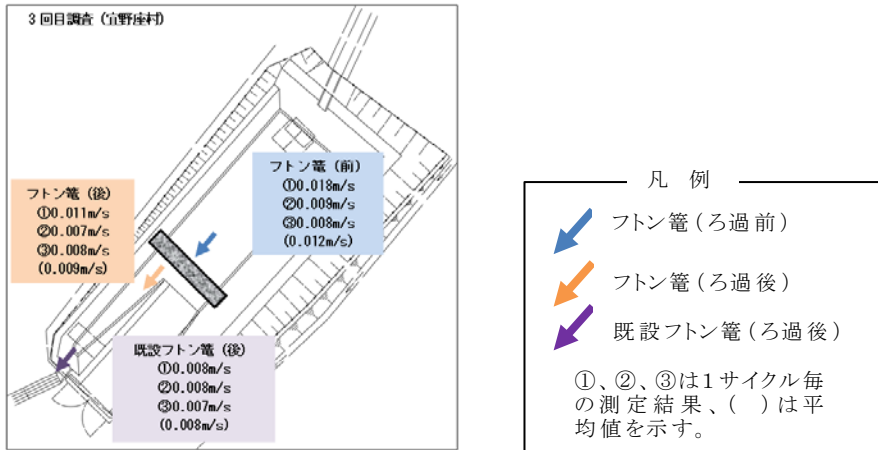 3回目調査（宜野座村）
フトン篭（前）
①0.018m/s
②0.009m/s
③0.008m/s
(0.012m/s)
フトン篭（後）
①0.011m/s
②0.007m/s
③0.008m/s
(0.009m/s)
既設フトン篭（後）
①0.008m/s
②0.008m/s
③0.007m/s
(0.008m/s)
凡 例
フトン篭（ろ過前）
フトン篭（ろ過後）
既設フトン篭（ろ過後）
①、②、③は１サイクル毎
の測定結果、（ ）は平
均値を示す。